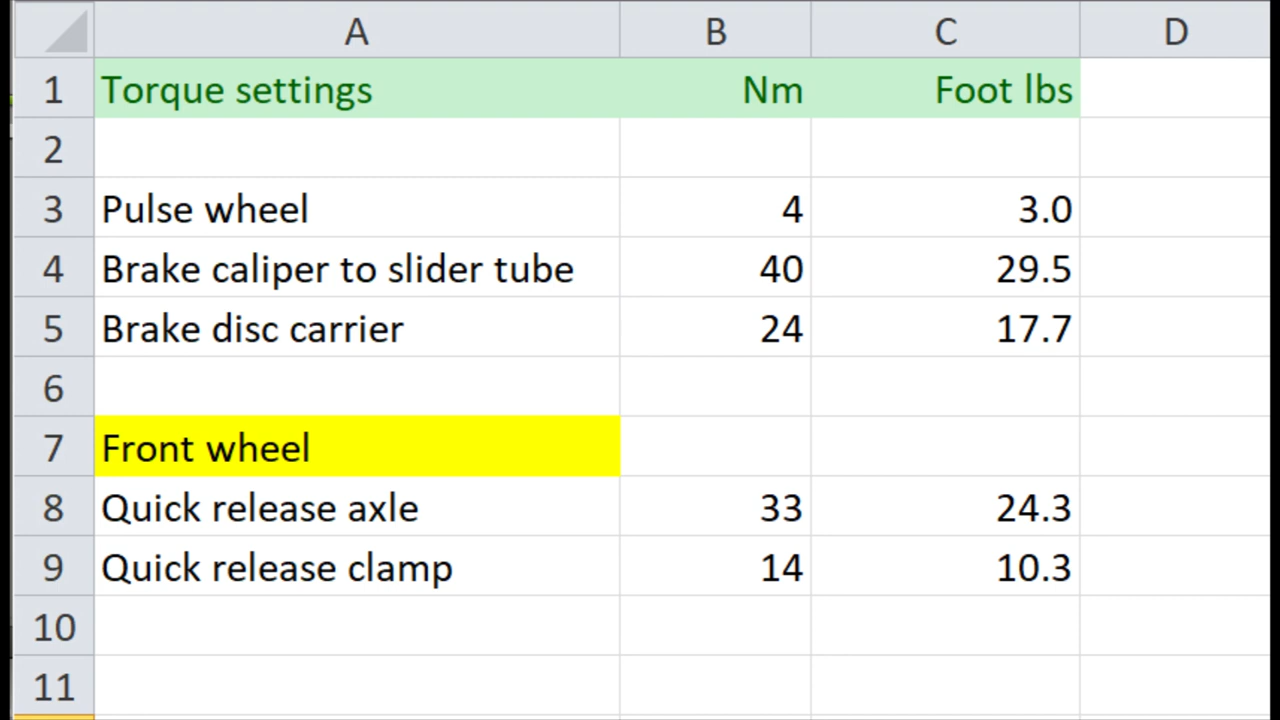 A B C D
1 Torque settings Nm Foot lbs
2
3 Pulse wheel 4 3.0
4 Brake caliper to slider tube 40 29.5
5 Brake disc carrier 24 17.7
6
7 Front wheel
8 Quick release axle 33 24.3
9 Quick release clamp 14 10.3
10
11